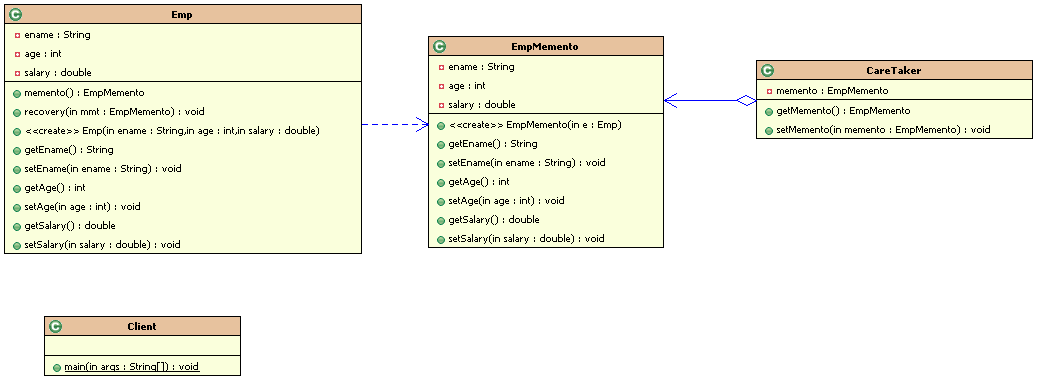 Emp
ename : String
age : int
salary : double
memento() : EmpMemento
recovery(in mmt : EmpMemento) : void
<<create>> Emp(in ename : String,in age : int,in salary : double)
getEname() : String
setEname(in ename : String) : void
getAge() : int
setAge(in age : int) : void
getSalary() : double
setSalary(in salary : double) : void
EmpMemento
ename : String
age : int
salary : double
<<create>> EmpMemento(in e : Emp)
getEname() : String
setEname(in ename : String) : void
getAge() : int
setAge(in age : int) : void
getSalary() : double
setSalary(in salary : double) : void
CareTaker
memento : EmpMemento
getMemento() : EmpMemento
setMemento(in memento : EmpMemento) : void
Client
main(in args : String[]) : void